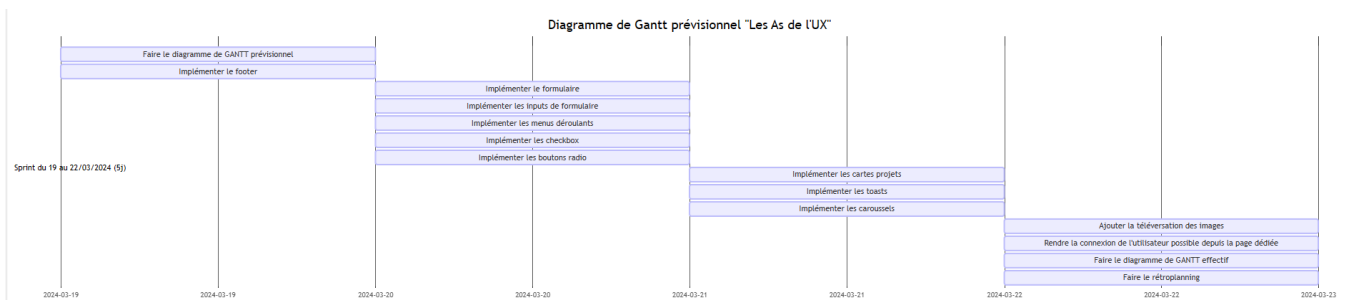 Diagramme de Gantt prévisionnel "Les As de l'UX"
Faire le diagramme de GANTT prévisionnel
Implémenter le footer
Implémenter le formulaire
Implémenter les inputs de formulaire
Implémenter les menus déroulants
Implémenter les checkbox
Implémenter les boutons radio
Sprint du 19 au 22/03/2024 (5j)
Implémenter les cartes projets
Implémenter les toasts
Implémenter les caroussels
Ajouter la téléversation des images
Rendre la connexion de l'utilisateur possible depuis la page dédiée
Faire le diagramme de GANTT effectif
Faire le rétroplanning
2024-03-19 2024-03-19 2024-03-20 2024-03-20 2024-03-21 2024-03-21 2024-03-22 2024-03-22 2024-03-23